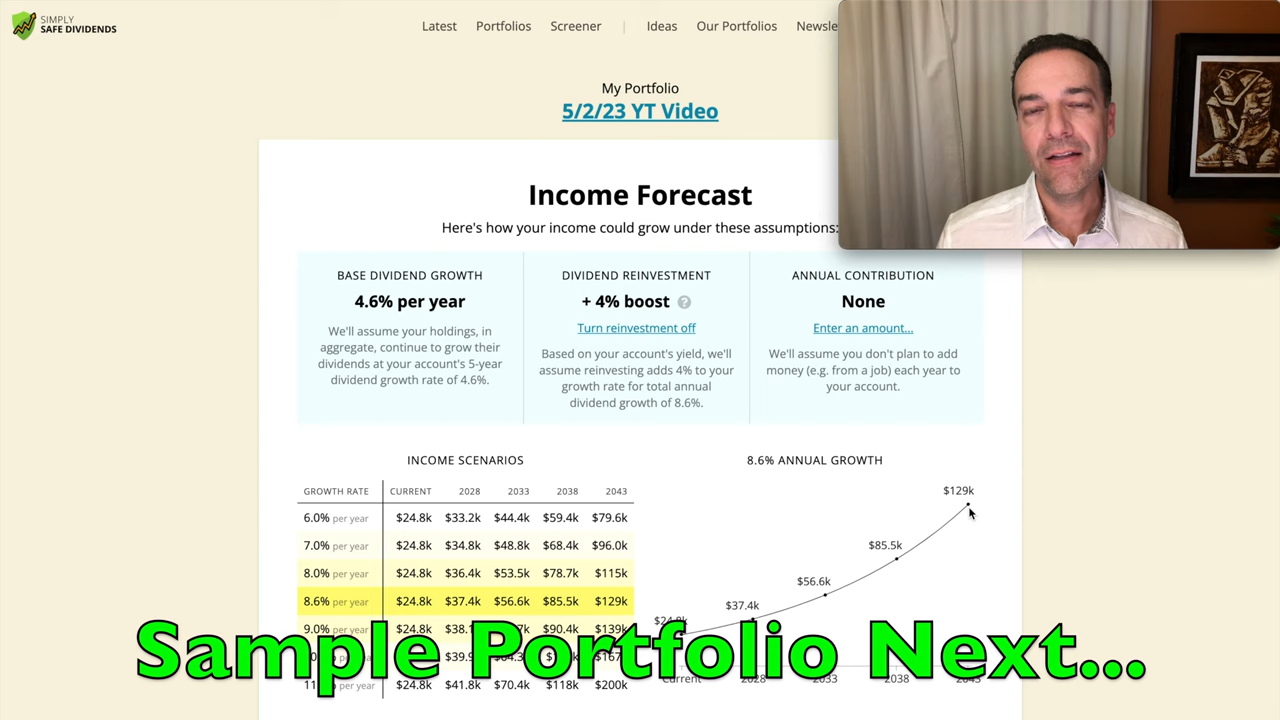 SIMPLY
SAFE DIVIDENDS
Latest Portfolios Screener | Ideas Our Portfolios
My Portfolio
5/2/23 YT Video
Income Forecast
Here's how your income could grow under these assumptions:
BASE DIVIDEND GROWTH
4.6% per year
We'll assume your holdings, in
aggregate, continue to grow their
dividends at your account's 5-year
dividend growth rate of 4.6%.
DIVIDEND REINVESTMENT
+ 4% boost ?
Turn reinvestment off
Based on your account's yield, we'll
assume reinvesting adds 4% to your
growth rate for total annual
dividend growth of 8.6%.
ANNUAL CONTRIBUTION
None
Enter an amount...
We'll assume you don't plan to add
money (e.g. from a job) each year to
your account.
INCOME SCENARIOS
GROWTH RATE CURRENT 2028 2033 2038 2043
6.0% per year $24.8k $33.2k $44.4k $59.4k $79.6k
7.0% per year $24.8k $34.8k $48.8k $68.4k $96.0k
8.0% per year $24.8k $36.4k $53.5k $78.7k $115k
8.6% per year $24.8k $37.4k $56.6k $85.5k $129k
9.0% per year $24.8k $90.4k $139k
per year $24.8k $41.8k $70.4k $118k $200k
8.6% ANNUAL GROWTH
$129k
$85.5k
$56.6k
$37.4k
Current 2028 2033 2038 2043
Sample Portfolio Next...